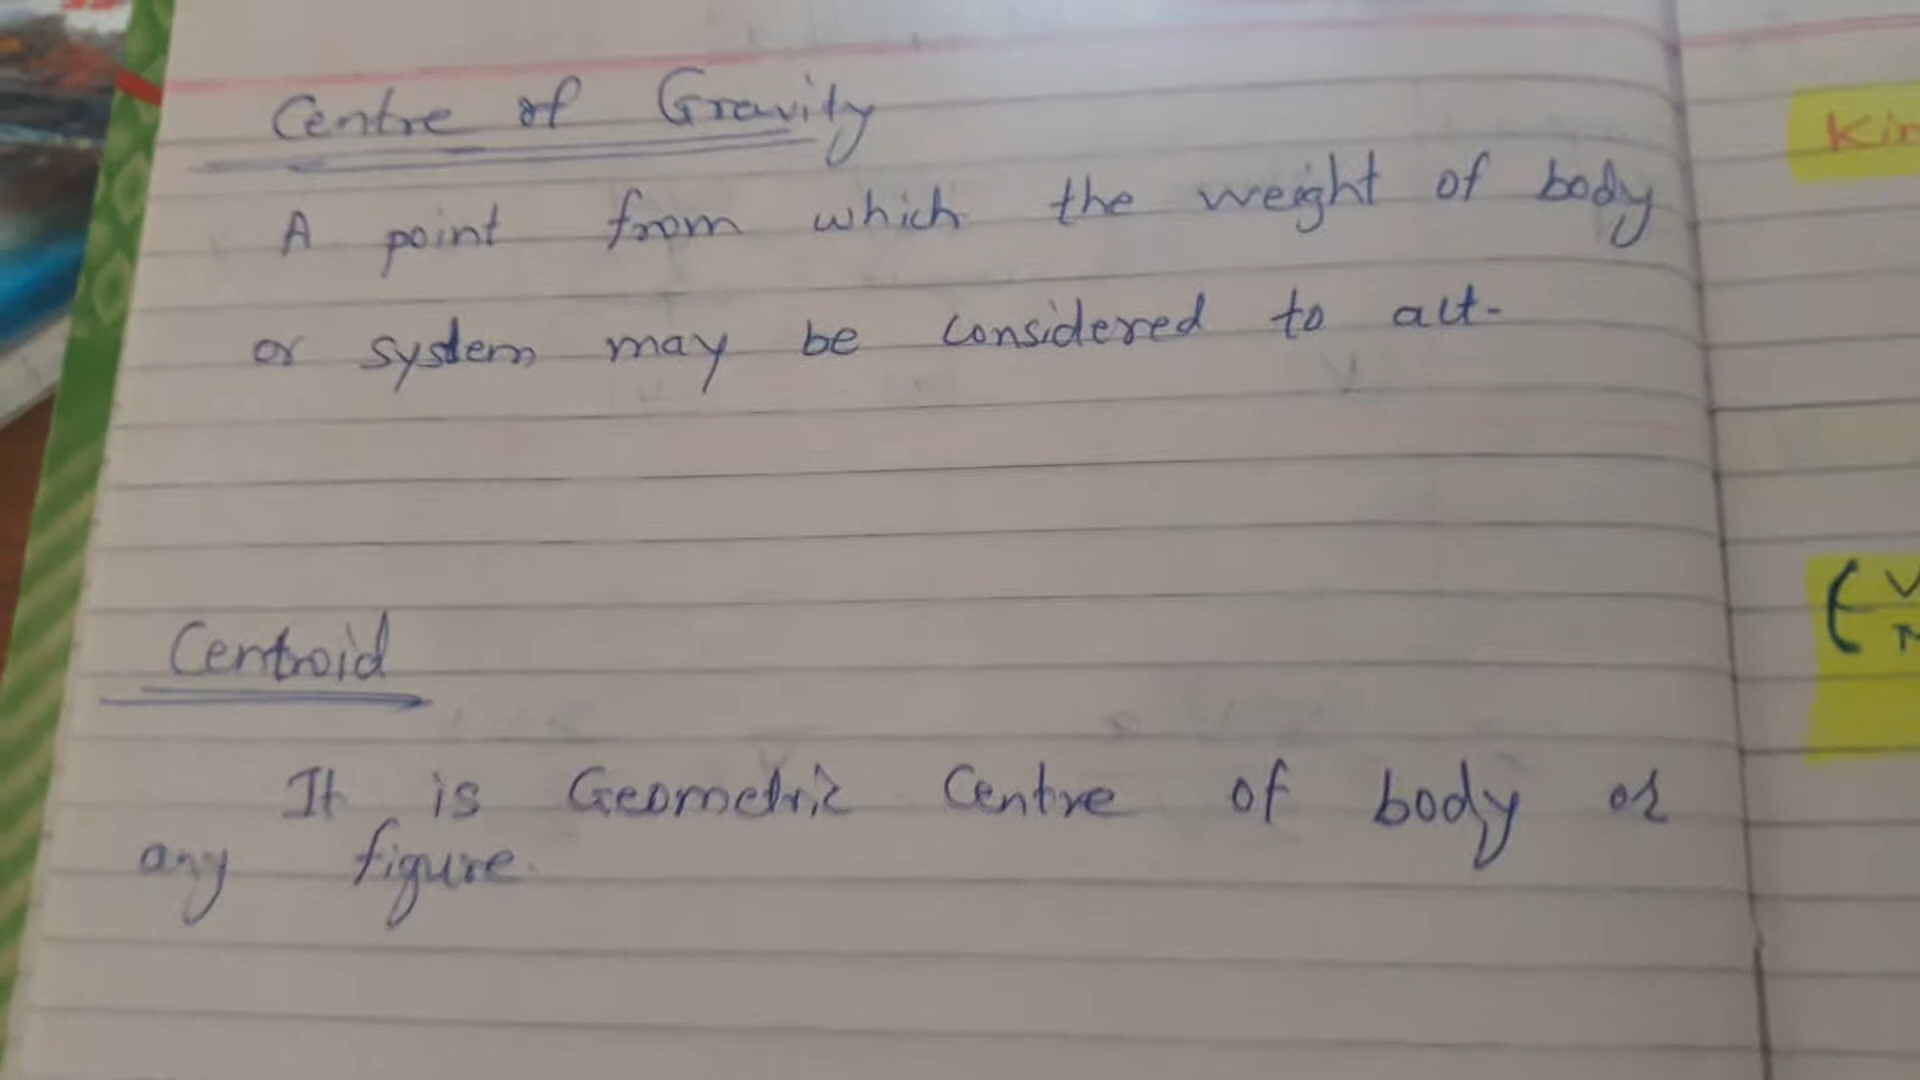 Centre of Gravity
A point from which the weight of body
or system may be considered to act.
Centroid
It is Geometric Centre of body or
any figure.